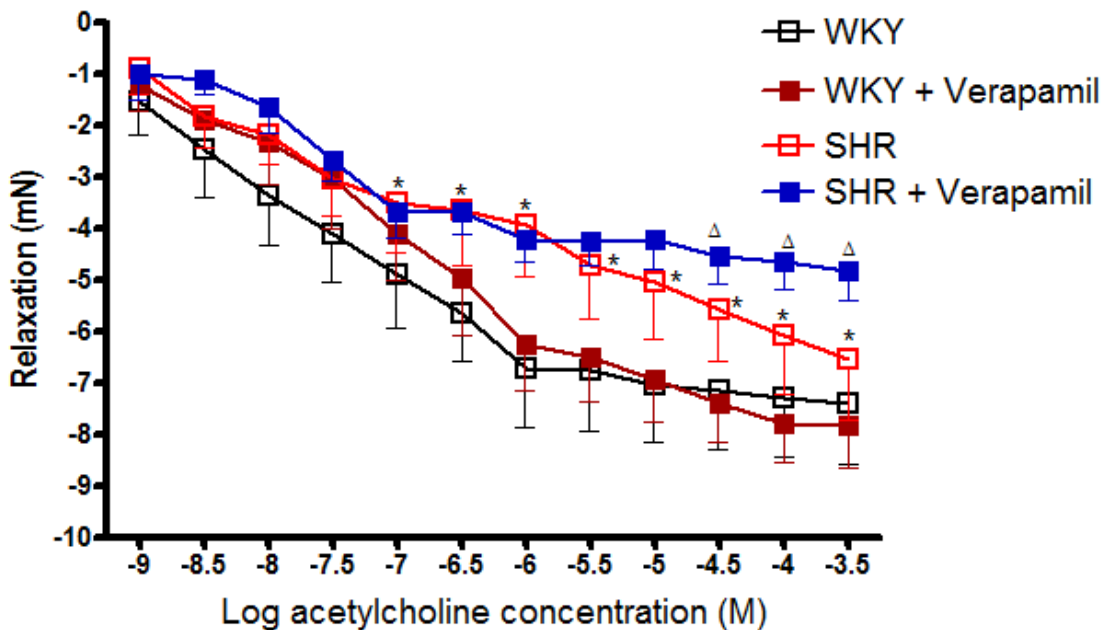 WKY
WKY + Verapamil
SHR
SHR + Verapamil
Relaxation (mN)
0
-1
-2
-3
-4
-5
-6
-7
-8
-9
-10
* * * * * * * *
Δ Δ Δ
-9 -8.5 -8 -7.5 -7 -6.5 -6 -5.5 -5 -4.5 -4 -3.5
Log acetylcholine concentration (M)